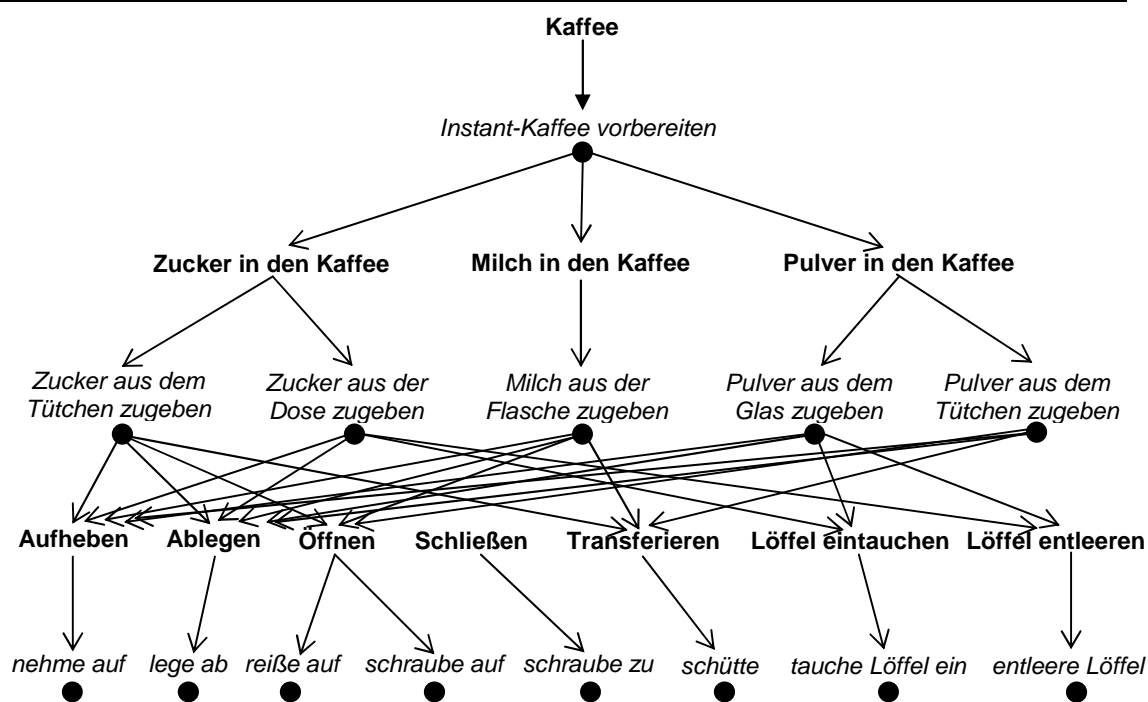 Kaffee
Instant-Kaffee vorbereiten
Zucker in den Kaffee
Milch in den Kaffee
Pulver in den Kaffee
Zucker aus dem
Tütchen zugeben
Zucker aus der
Dose zugeben
Milch aus der
Flasche zugeben
Pulver aus dem
Glas zugeben
Pulver aus dem
Tütchen zugeben
Aufheben
Ablegen
Öffnen
Schließen
Transferieren
Löffel eintauchen
Löffel entleeren
nehme auf
lege ab
reiße auf
schraube auf
schraube zu
schütte
tauche Löffel ein
entleere Löffel